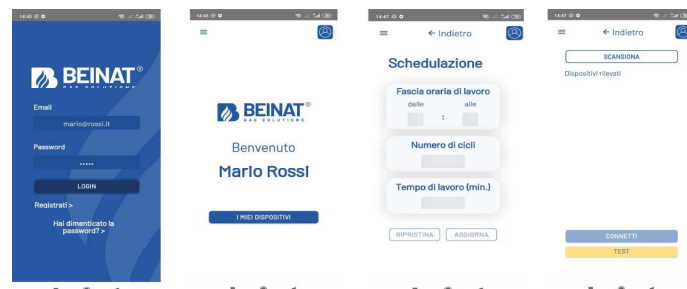 14:45
BEINAT®
GAS SOLUTIONS
Email
mario@rossi.it
Password
LOGIN
Registrati >
Hai dimenticato la
password? >
14:45
BEINAT®
GAS SOLUTIONS
Benvenuto
Mario Rossi
I MIEI DISPOSITIVI
14:47
← Indietro
Schedulazione
Fascia oraria di lavoro
dalle alle
:
Numero di cicli
Tempo di lavoro (min.)
RIPRISTINA AGGIORNA
14:47
← Indietro
SCANSIONA
Dispositivi rilevati
CONNETTI
TEST